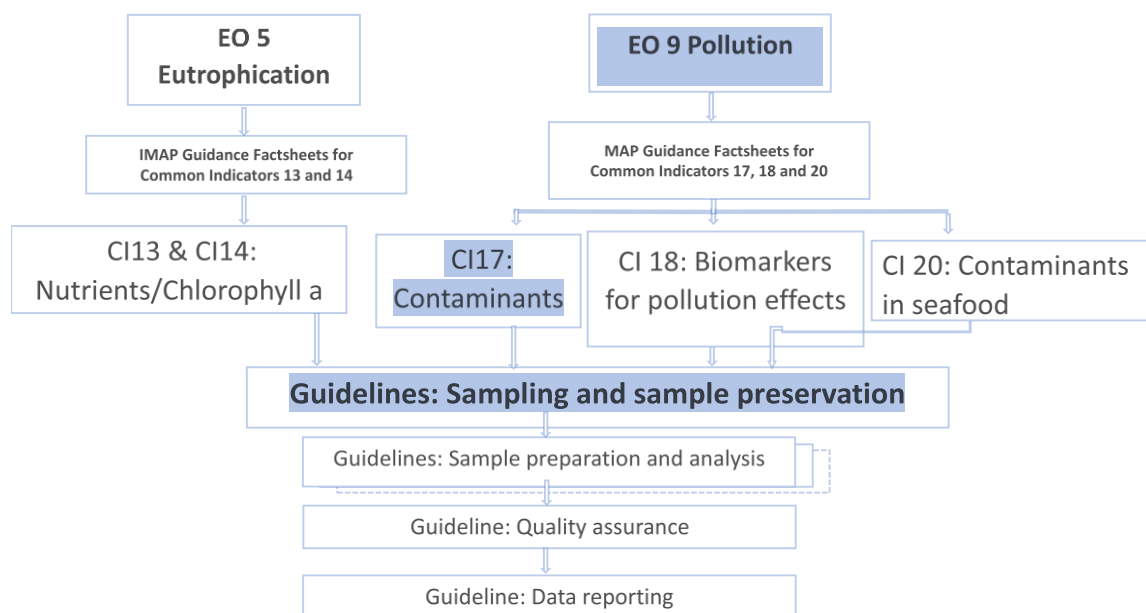 EO 5
Eutrophication
EO 9 Pollution
IMAP Guidance Factsheets for
Common Indicators 13 and 14
MAP Guidance Factsheets for
Common Indicators 17, 18 and 20
CI13 & CI14:
Nutrients/Chlorophyll a
CI17:
Contaminants
CI 18: Biomarkers
for pollution effects
CI 20: Contaminants
in seafood
Guidelines: Sampling and sample preservation
Guidelines: Sample preparation and analysis
Guideline: Quality assurance
Guideline: Data reporting